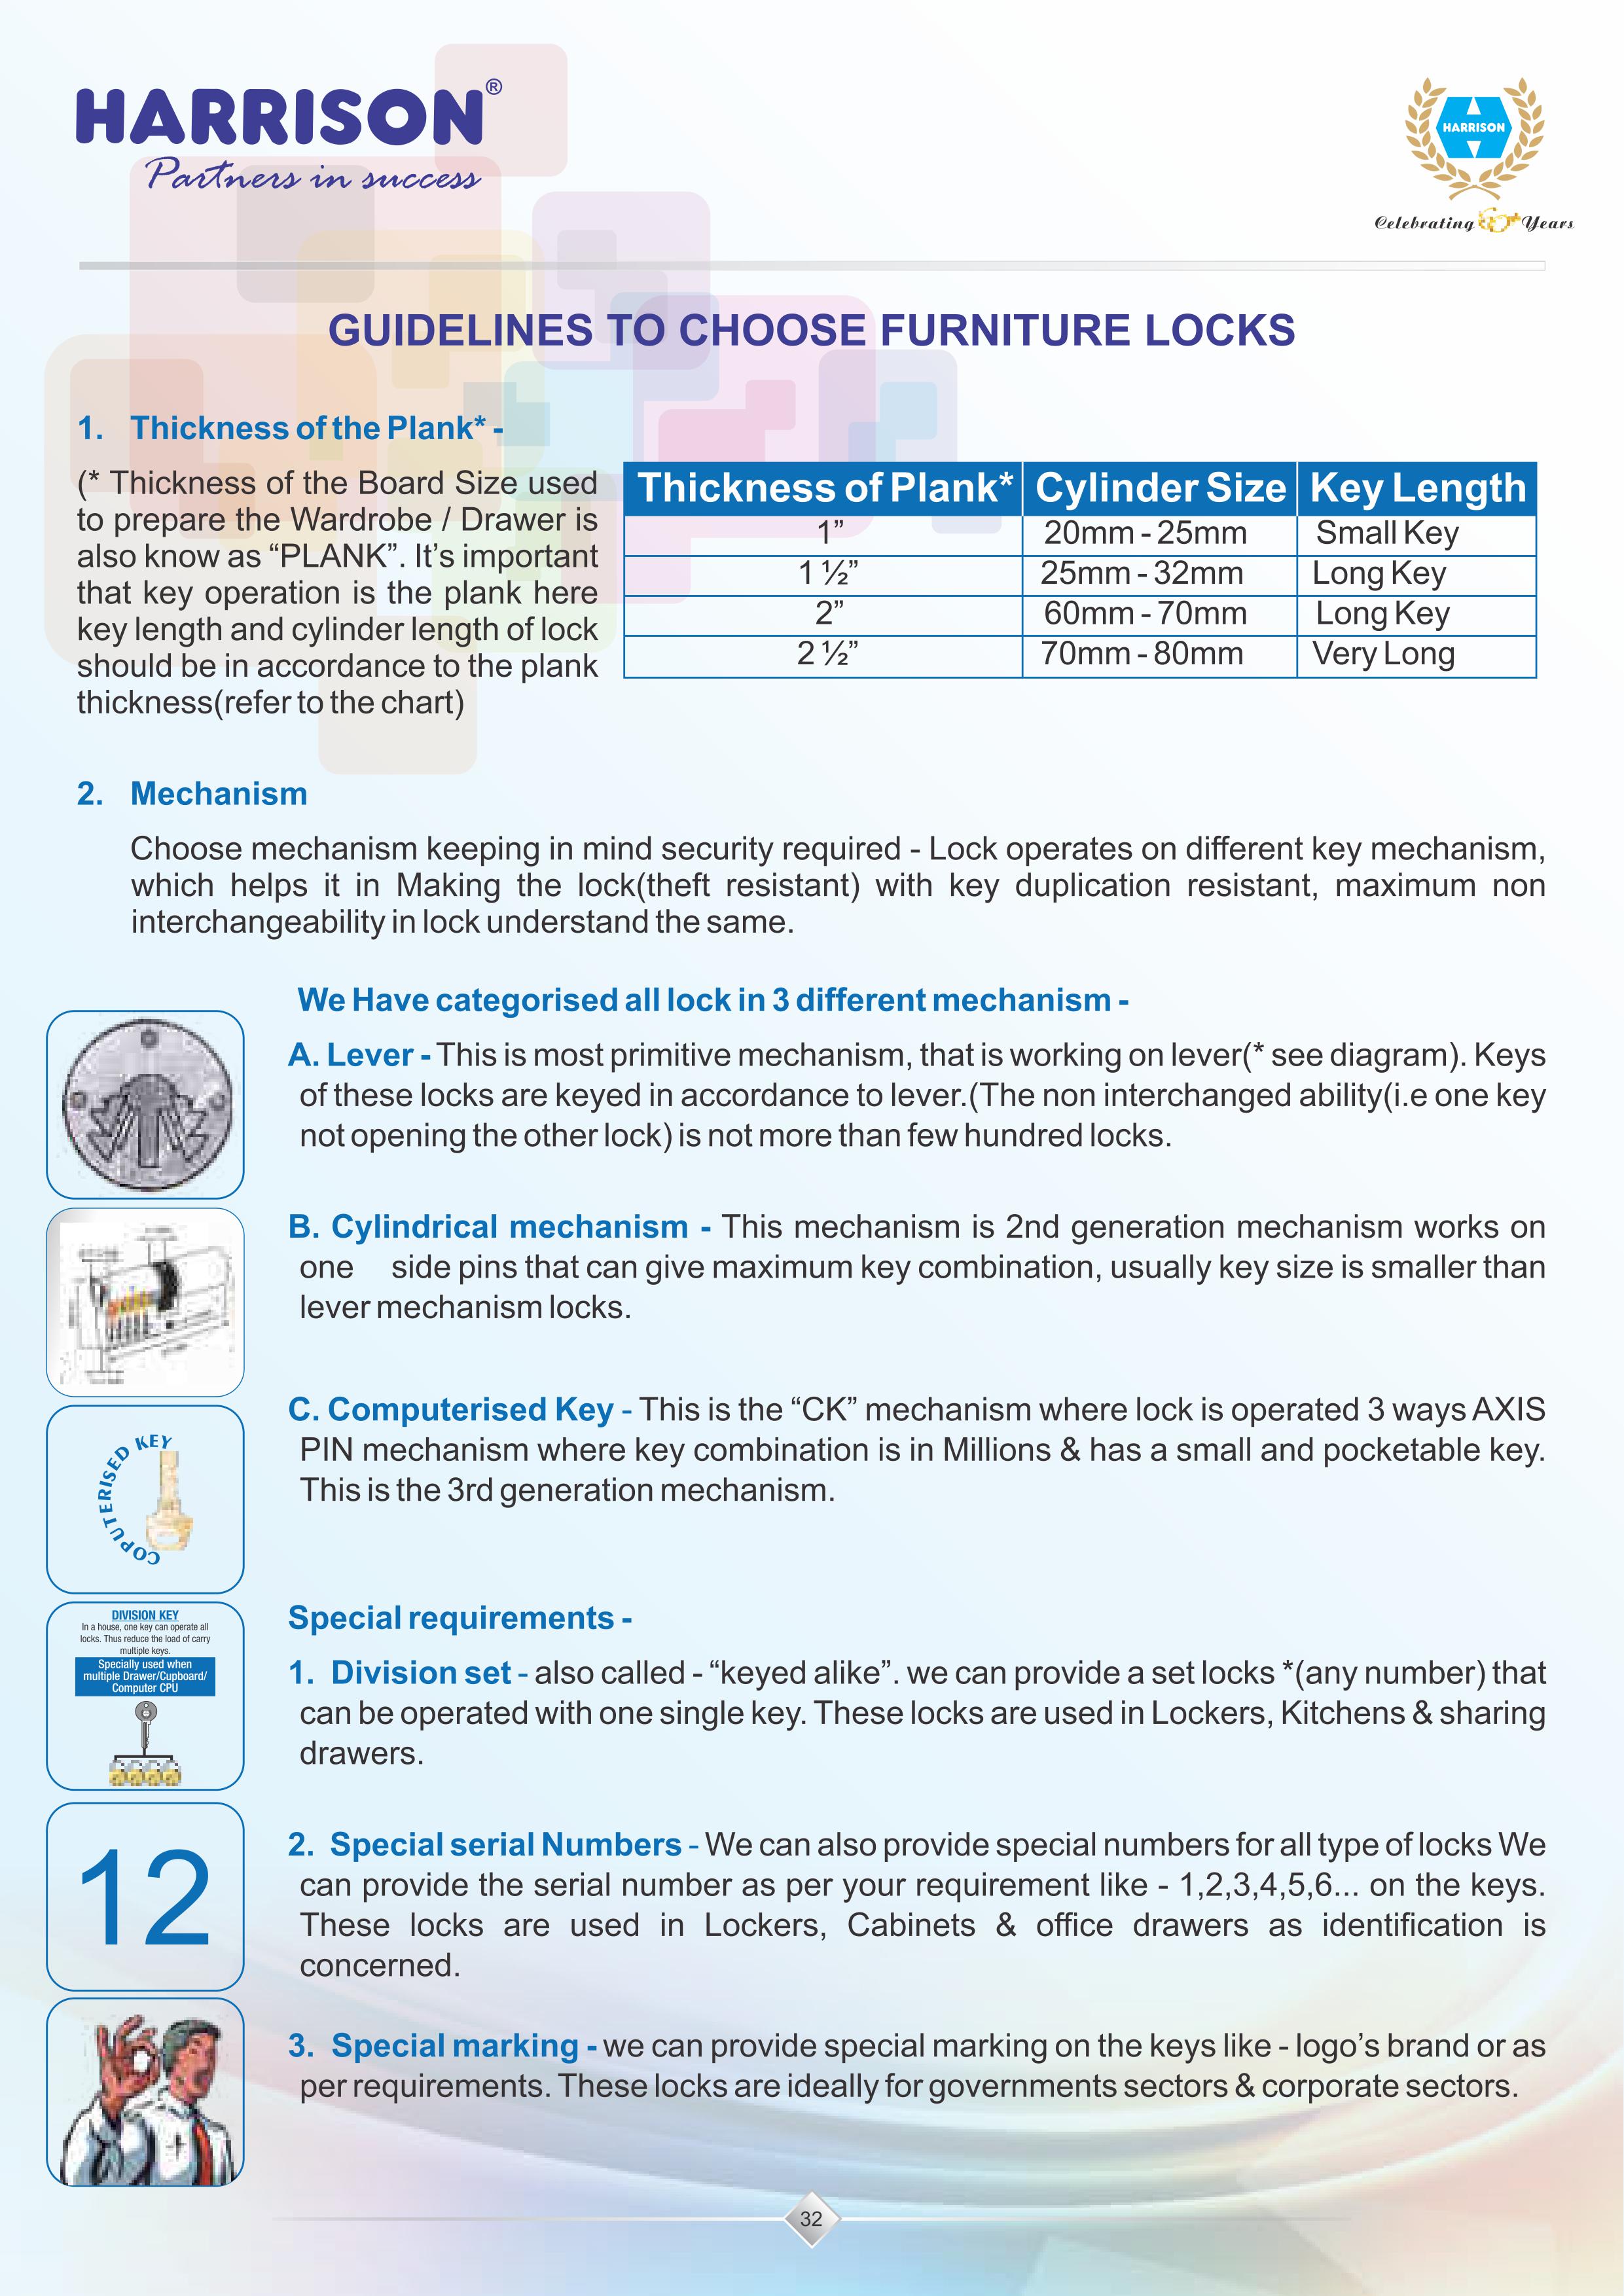 HARRISON®
Partners in success
HARRISON
Celebrating Years
GUIDELINES TO CHOOSE FURNITURE LOCKS
1. Thickness of the Plank* -
(* Thickness of the Board Size used
to prepare the Wardrobe / Drawer is
also know as “PLANK”. It’s important
that key operation is the plank here
key length and cylinder length of lock
should be in accordance to the plank
thickness(refer to the chart)
Thickness of Plank* Cylinder Size Key Length
1” 20mm - 25mm Small Key
1 ½” 25mm - 32mm Long Key
2” 60mm - 70mm Long Key
2 ½” 70mm - 80mm Very Long
2. Mechanism
Choose mechanism keeping in mind security required - Lock operates on different key mechanism,
which helps it in Making the lock(theft resistant) with key duplication resistant, maximum non
interchangeability in lock understand the same.
We Have categorised all lock in 3 different mechanism -
A. Lever - This is most primitive mechanism, that is working on lever(* see diagram). Keys
of these locks are keyed in accordance to lever.(The non interchanged ability(i.e one key
not opening the other lock) is not more than few hundred locks.
B. Cylindrical mechanism - This mechanism is 2nd generation mechanism works on
one side pins that can give maximum key combination, usually key size is smaller than
lever mechanism locks.
COPUTERISED KEY
C. Computerised Key - This is the “CK” mechanism where lock is operated 3 ways AXIS
PIN mechanism where key combination is in Millions & has a small and pocketable key.
This is the 3rd generation mechanism.
DIVISION KEY
In a house, one key can operate all
locks. Thus reduce the load of carry
multiple keys.
Specially used when
multiple Drawer/Cupboard/
Computer CPU
Special requirements -
1. Division set - also called - “keyed alike”. we can provide a set locks *(any number) that
can be operated with one single key. These locks are used in Lockers, Kitchens & sharing
drawers.
12
2. Special serial Numbers - We can also provide special numbers for all type of locks We
can provide the serial number as per your requirement like - 1,2,3,4,5,6... on the keys.
These locks are used in Lockers, Cabinets & office drawers as identification is
concerned.
3. Special marking - we can provide special marking on the keys like - logo’s brand or as
per requirements. These locks are ideally for governments sectors & corporate sectors.
32